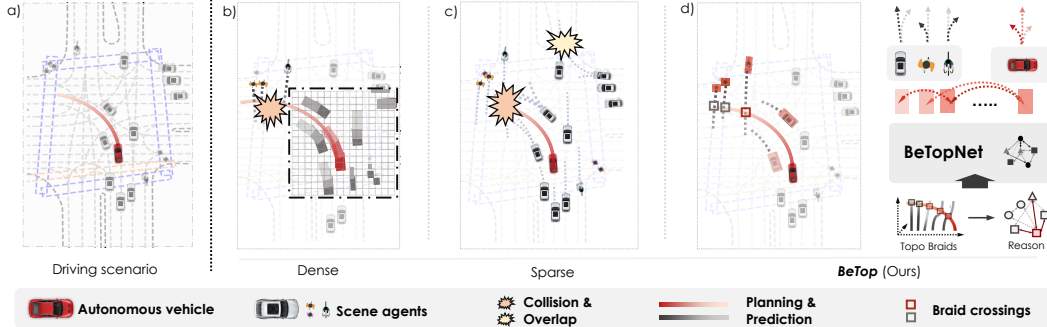 a)
b)
c)
d)
.....
BeTopNet
Topo Braids
Reason
Driving scenario
Dense
Sparse
BeTop (Ours)
Autonomous vehicle
Scene agents
Collision &
Overlap
Planning &
Prediction
Braid crossings